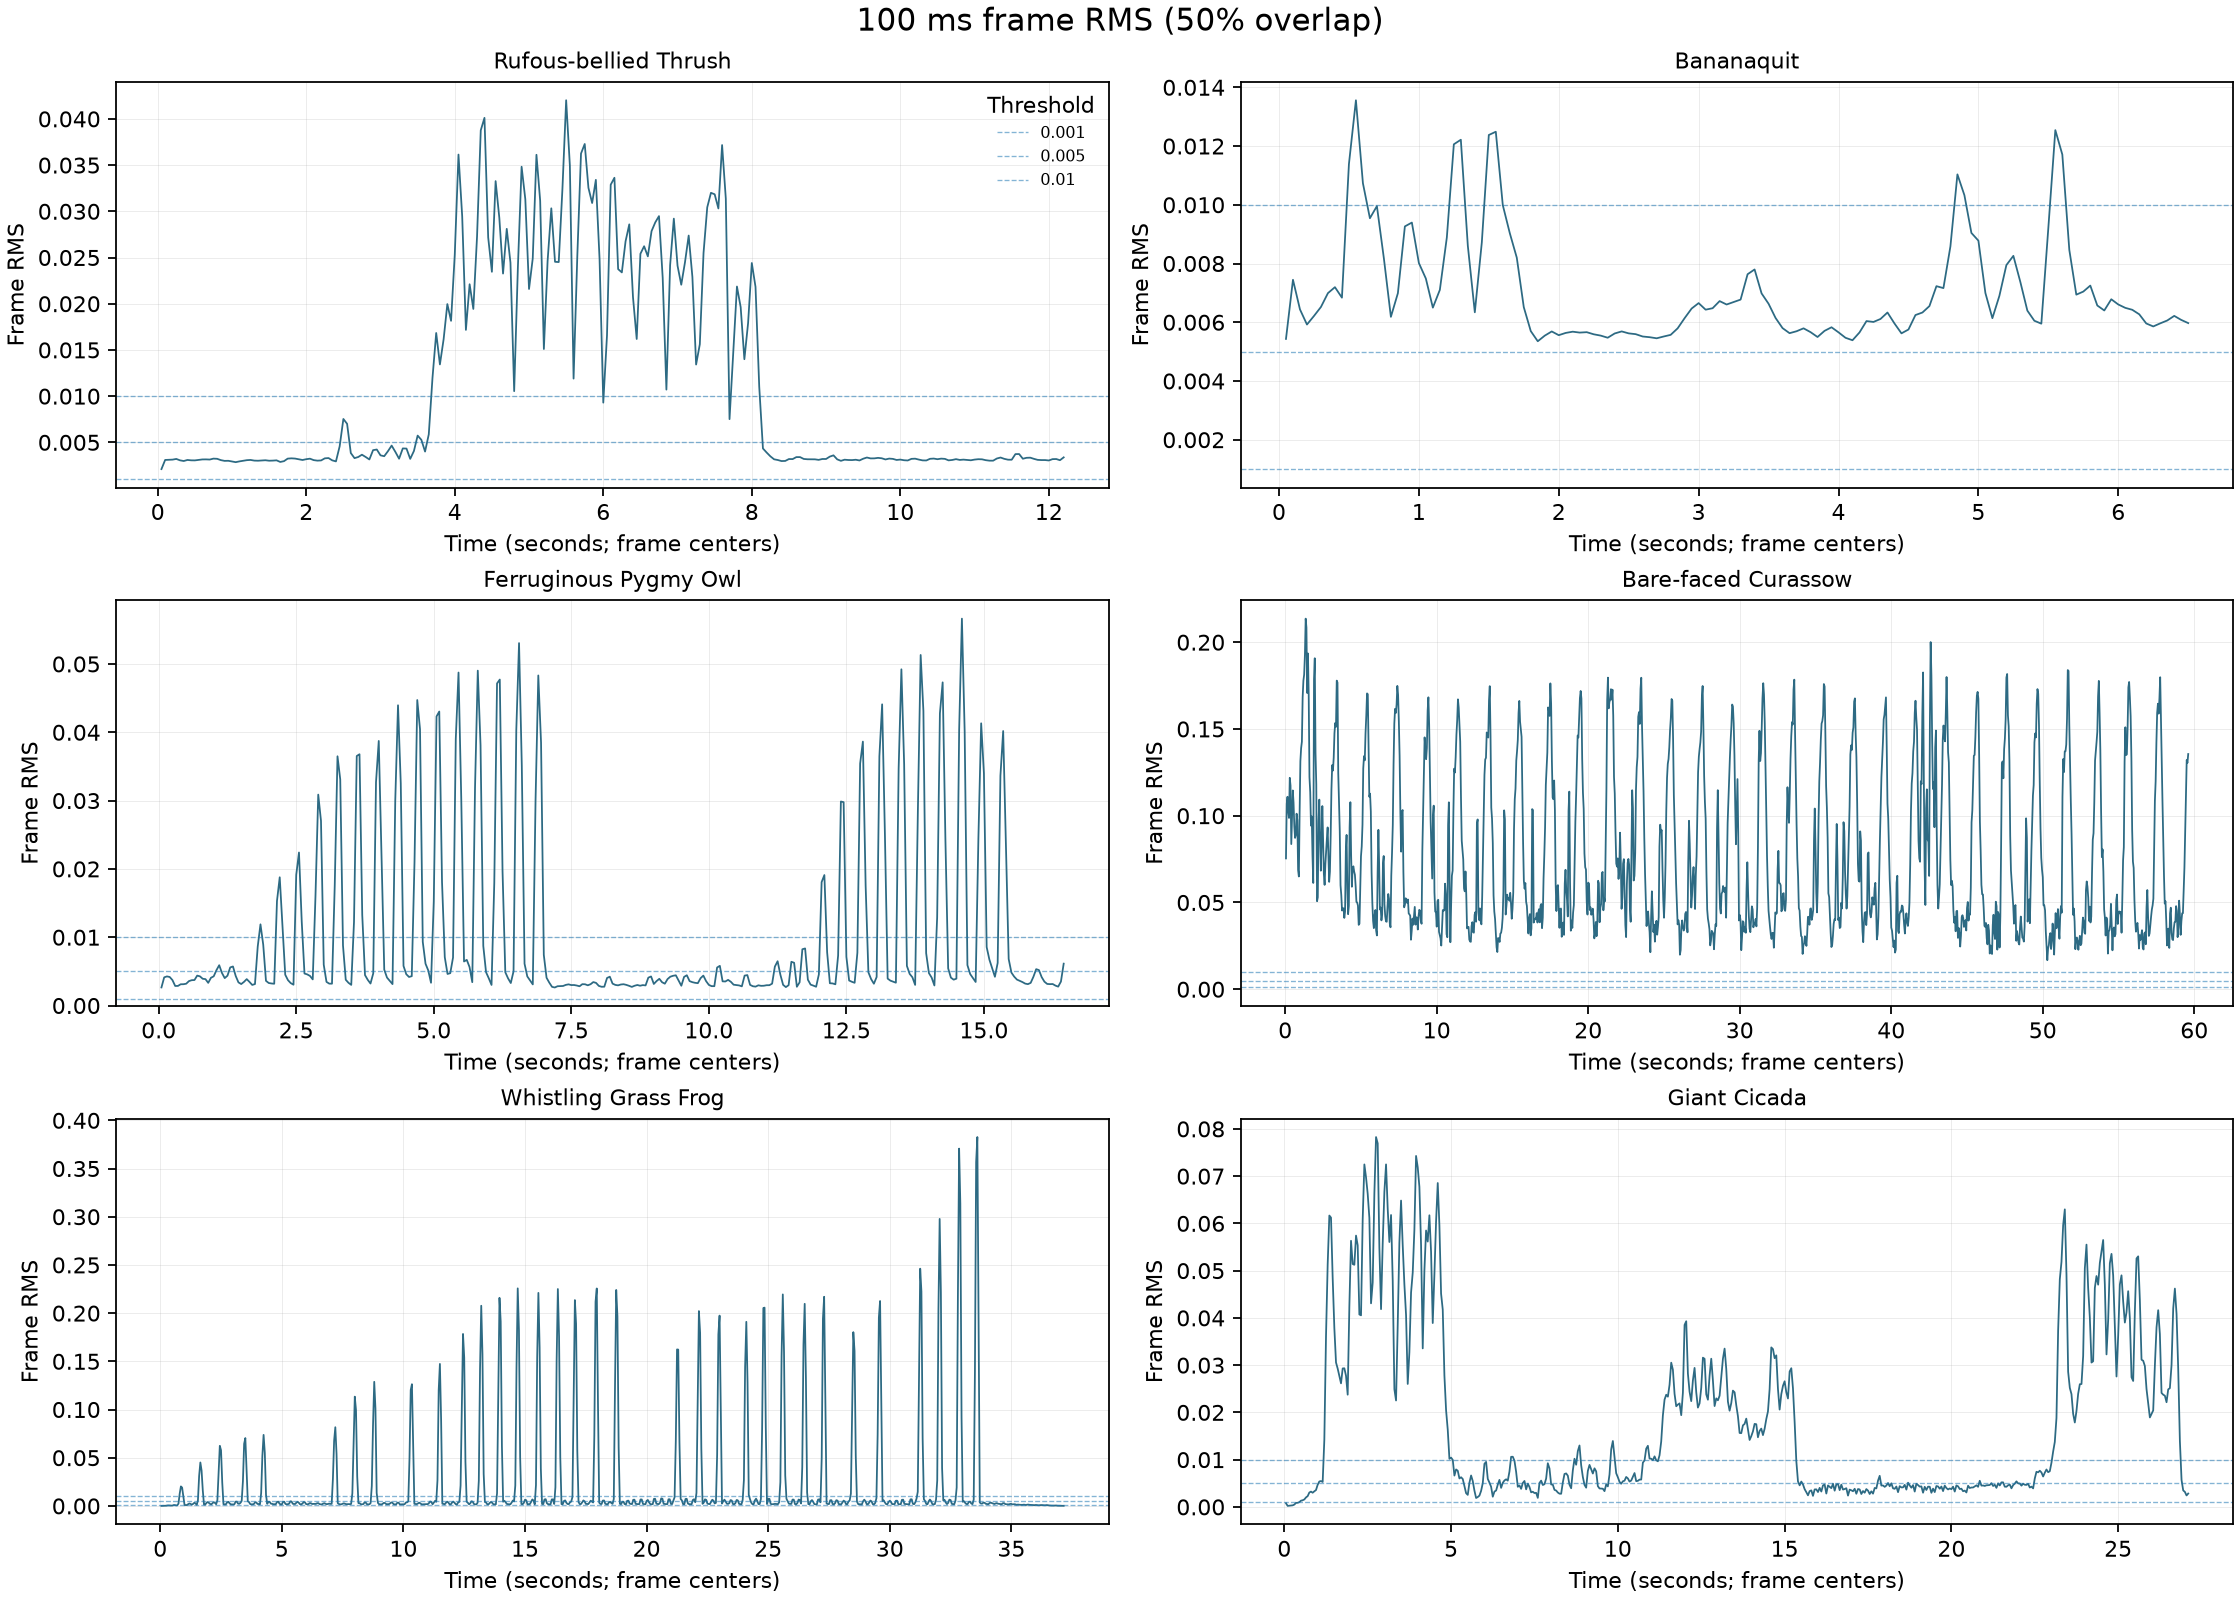 100 ms frame RMS (50% overlap)
Rufous-bellied Thrush
Threshold
0.001
0.005
0.01
0.040
0.035
0.030
0.025
0.020
0.015
0.010
0.005
Frame RMS
0 2 4 6 8 10 12
Time (seconds; frame centers)
Bananaquit
0.014
0.012
0.010
0.008
0.006
0.004
0.002
Frame RMS
0 1 2 3 4 5 6
Time (seconds; frame centers)
Ferruginous Pygmy Owl
0.05
0.04
0.03
0.02
0.01
0.00
Frame RMS
0.0 2.5 5.0 7.5 10.0 12.5 15.0
Time (seconds; frame centers)
Bare-faced Curassow
0.20
0.15
0.10
0.05
0.00
Frame RMS
0 10 20 30 40 50 60
Time (seconds; frame centers)
Whistling Grass Frog
0.40
0.35
0.30
0.25
0.20
0.15
0.10
0.05
0.00
Frame RMS
0 5 10 15 20 25 30 35
Time (seconds; frame centers)
Giant Cicada
0.08
0.07
0.06
0.05
0.04
0.03
0.02
0.01
0.00
Frame RMS
0 5 10 15 20 25
Time (seconds; frame centers)